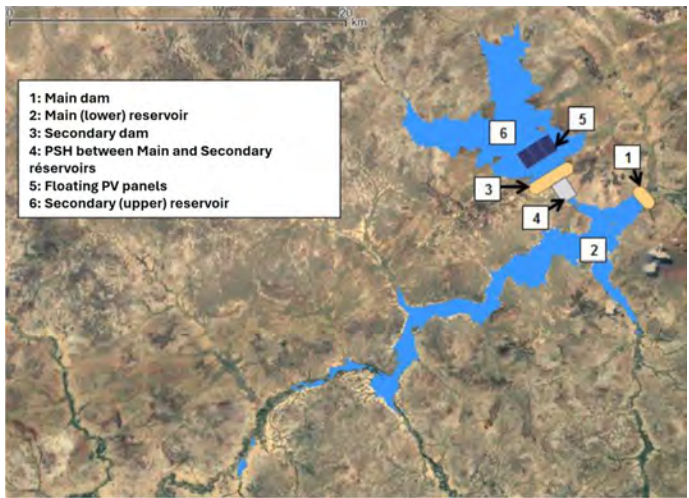 0 20
km
1: Main dam
2: Main (lower) reservoir
3: Secondary dam
4: PSH between Main and Secondary
réservoirs
5: Floating PV panels
6: Secondary (upper) reservoir
5
6
1
3
4
2